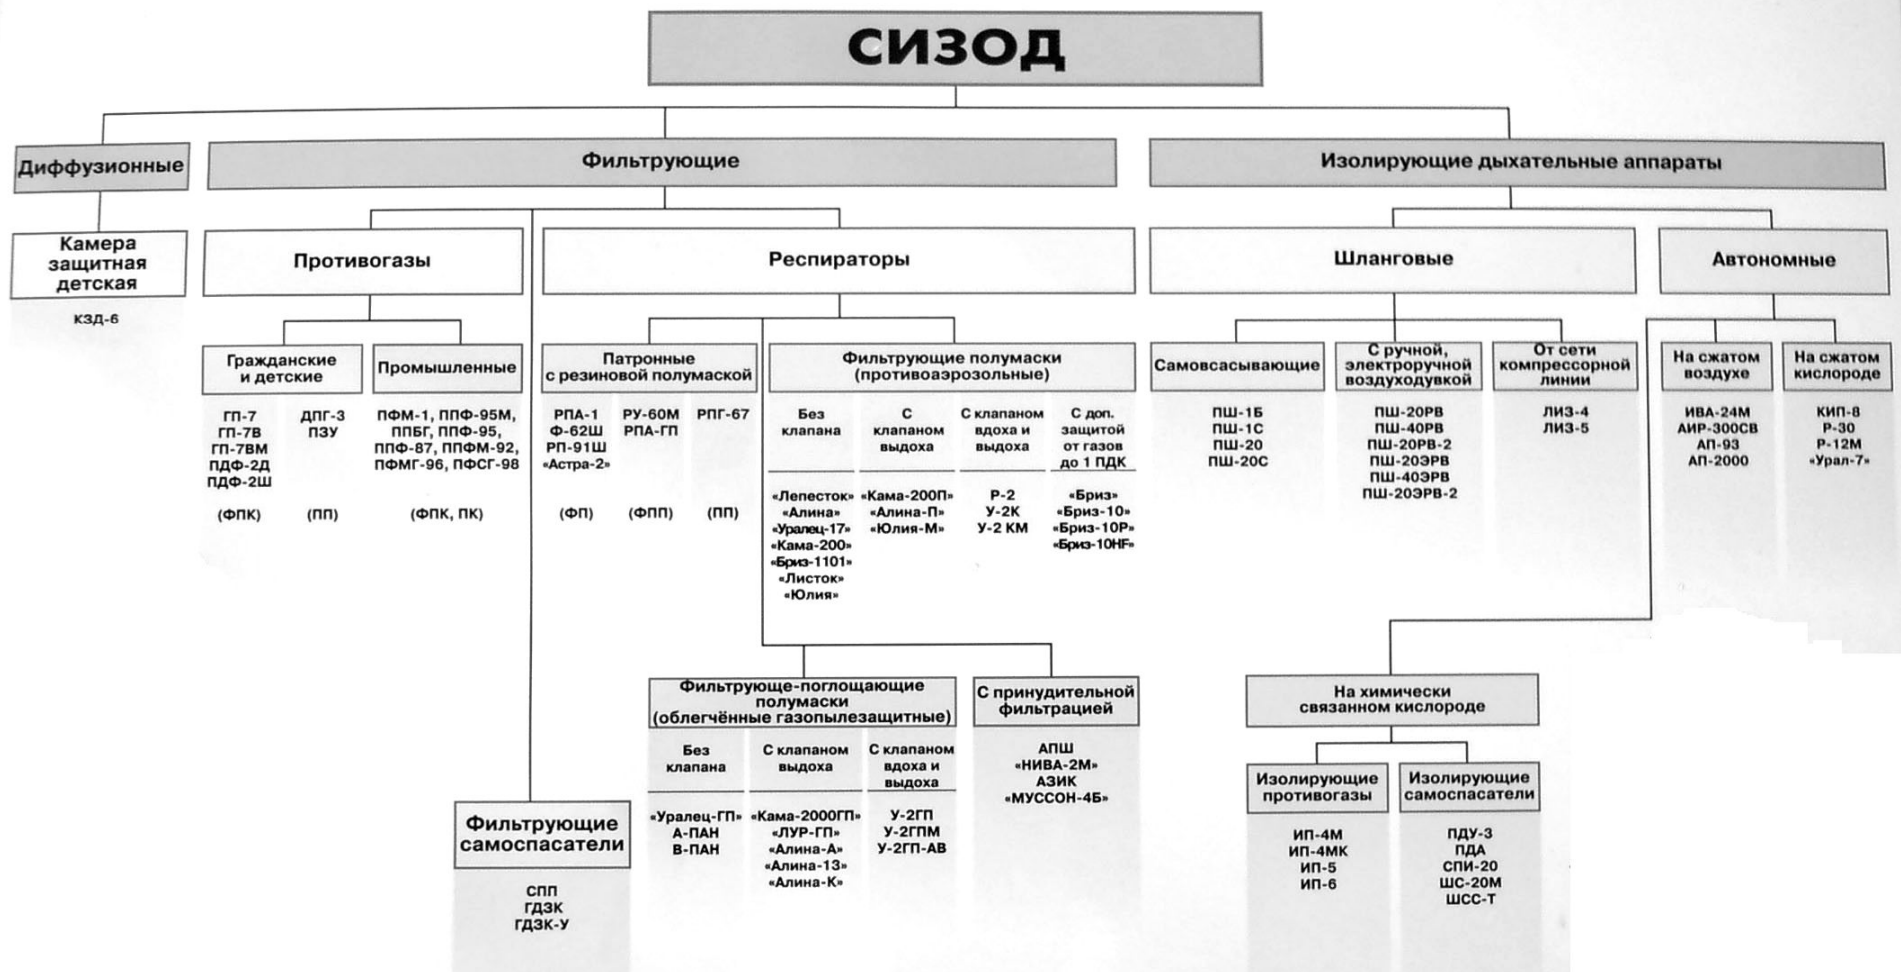 СИЗОД
Диффузионные
Фильтрующие
Изолирующие дыхательные аппараты
Камера
защитная
детская
КЗД-6
Противогазы
Респираторы
Шланговые
Автономные
Гражданские
и детские
ГП-7
ГП-7В
ГП-7ВМ
ПДФ-2Д
ПДФ-2Ш
(ФПК)
ДПГ-3
ПЗУ
(ПП)
Промышленные
ПФМ-1, ППФ-95М,
ППБГ, ППФ-95,
ППФ-87, ППФМ-92,
ПФМГ-96, ПФСГ-98
(ФПК, ПК)
Патронные
с резиновой полумаской
РПА-1
Ф-62Ш
РП-91Ш
«Астра-2»
(ФП)
РУ-60М
РПА-ГП
(ФПП)
РПГ-67
(ПП)
Фильтрующие полумаски
(противоаэрозольные)
Без
клапана
«Лепесток»
«Алина»
«Уралец-17»
«Кама-200»
«Бриз-1101»
«Листок»
«Юлия»
С
клапаном
выдоха
«Кама-200П»
«Алина-П»
«Юлия-М»
С клапаном
вдоха и
выдоха
Р-2
У-2К
У-2 КМ
С доп.
защитой
от газов
до 1 ПДК
«Бриз»
«Бриз-10»
«Бриз-10Р»
«Бриз-10HF»
Самовсасывающие
ПШ-1Б
ПШ-1С
ПШ-20
ПШ-20С
С ручной,
электроручной
воздуходувкой
ПШ-20РВ
ПШ-40РВ
ПШ-20РВ-2
ПШ-20ЭРВ
ПШ-40ЭРВ
ПШ-20ЭРВ-2
От сети
компрессорной
линии
ЛИЗ-4
ЛИЗ-5
На сжатом
воздухе
ИВА-24М
АИР-300СВ
АП-93
АП-2000
На сжатом
кислороде
КИП-8
Р-30
Р-12М
«Урал-7»
Фильтрующие
самоспасатели
СПП
ГДЗК
ГДЗК-У
Фильтрующе-поглощающие
полумаски
(облегчённые газопылезащитные)
Без
клапана
«Уралец-ГП»
А-ПАН
В-ПАН
С клапаном
выдоха
«Кама-2000ГП»
«ЛУР-ГП»
«Алина-А»
«Алина-13»
«Алина-К»
С клапаном
вдоха и
выдоха
У-2ГП
У-2ГПМ
У-2ГП-АВ
С принудительной
фильтрацией
АПШ
«НИВА-2М»
АЗИК
«МУССОН-4Б»
На химически
связанном кислороде
Изолирующие
противогазы
ИП-4М
ИП-4МК
ИП-5
ИП-6
Изолирующие
самоспасатели
ПДУ-3
ПДА
СПИ-20
ШС-20М
ШСС-Т